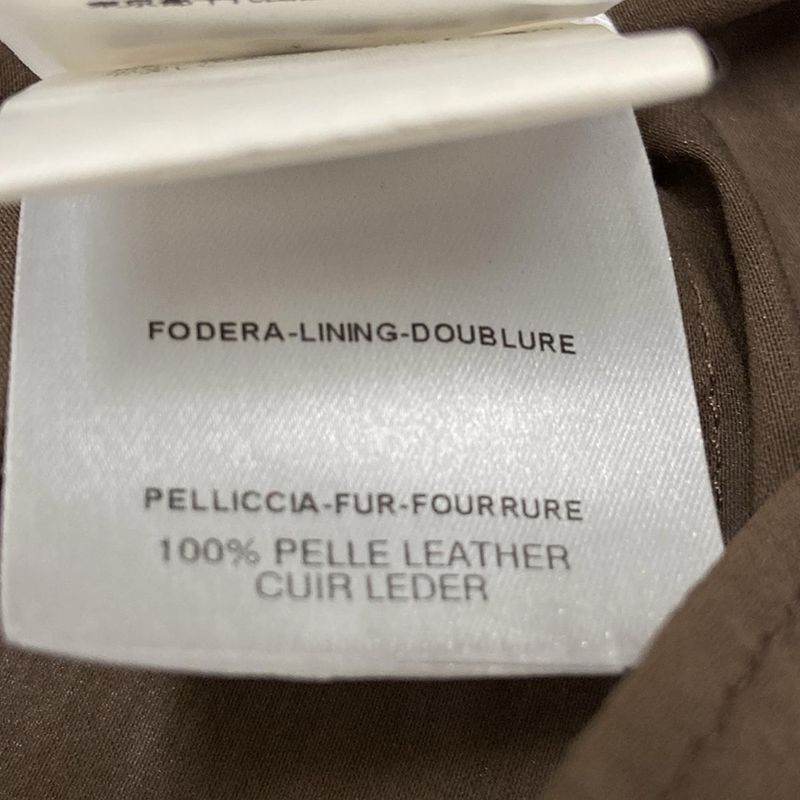 FODERA-LINING-DOUBLURE
PELLICCIA-FUR-FOURRURE
100% PELLE LEATHER
CUIR LEDER